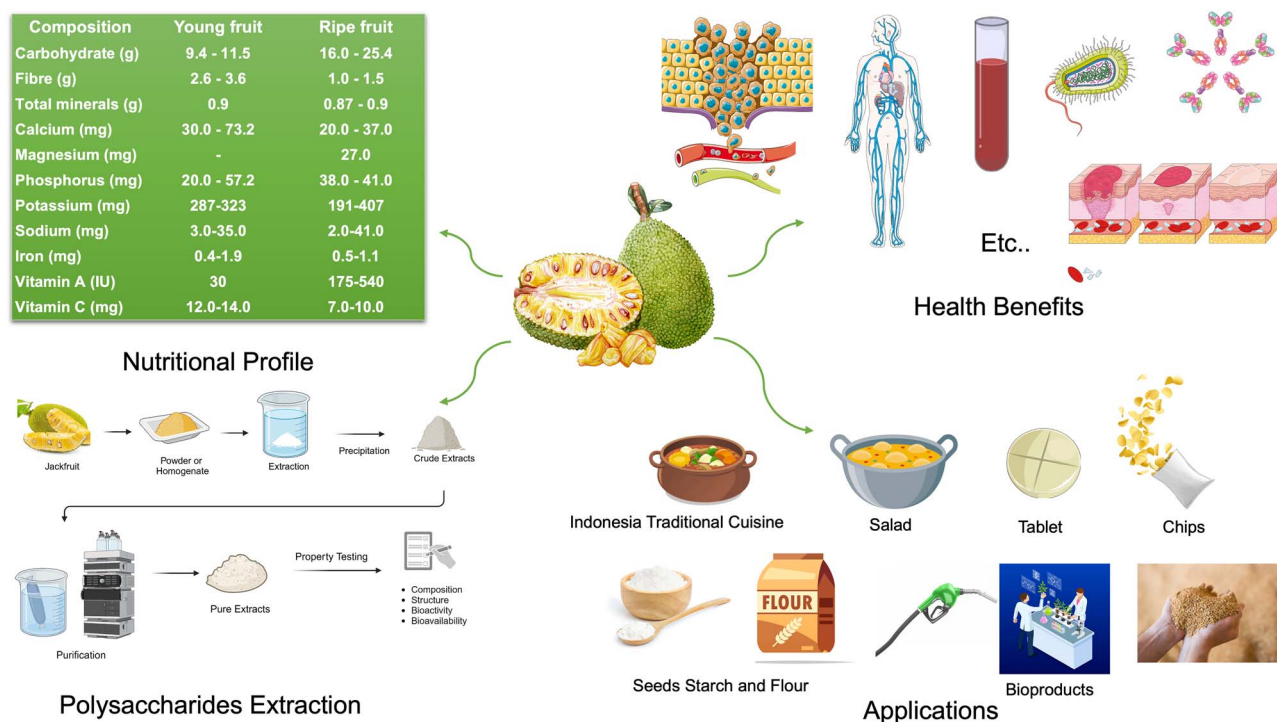 Composition Young fruit Ripe fruit
Carbohydrate (g) 9.4 - 11.5 16.0 - 25.4
Fibre (g) 2.6 - 3.6 1.0 - 1.5
Total minerals (g) 0.9 0.87 - 0.9
Calcium (mg) 30.0 - 73.2 20.0 - 37.0
Magnesium (mg) - 27.0
Phosphorus (mg) 20.0 - 57.2 38.0 - 41.0
Potassium (mg) 287-323 191-407
Sodium (mg) 3.0-35.0 2.0-41.0
Iron (mg) 0.4-1.9 0.5-1.1
Vitamin A (IU) 30 175-540
Vitamin C (mg) 12.0-14.0 7.0-10.0
Nutritional Profile
Etc..
Health Benefits
Jackfruit
Powder or
Homogenate
Extraction
Precipitation
Crude Extracts
Purification
Pure Extracts
Property Testing
• Composition
• Structure
• Bioactivity
• Bioavailability
Polysaccharides Extraction
Indonesia Traditional Cuisine
Salad
Tablet
Chips
FLOUR
Seeds Starch and Flour
Bioproducts
Applications